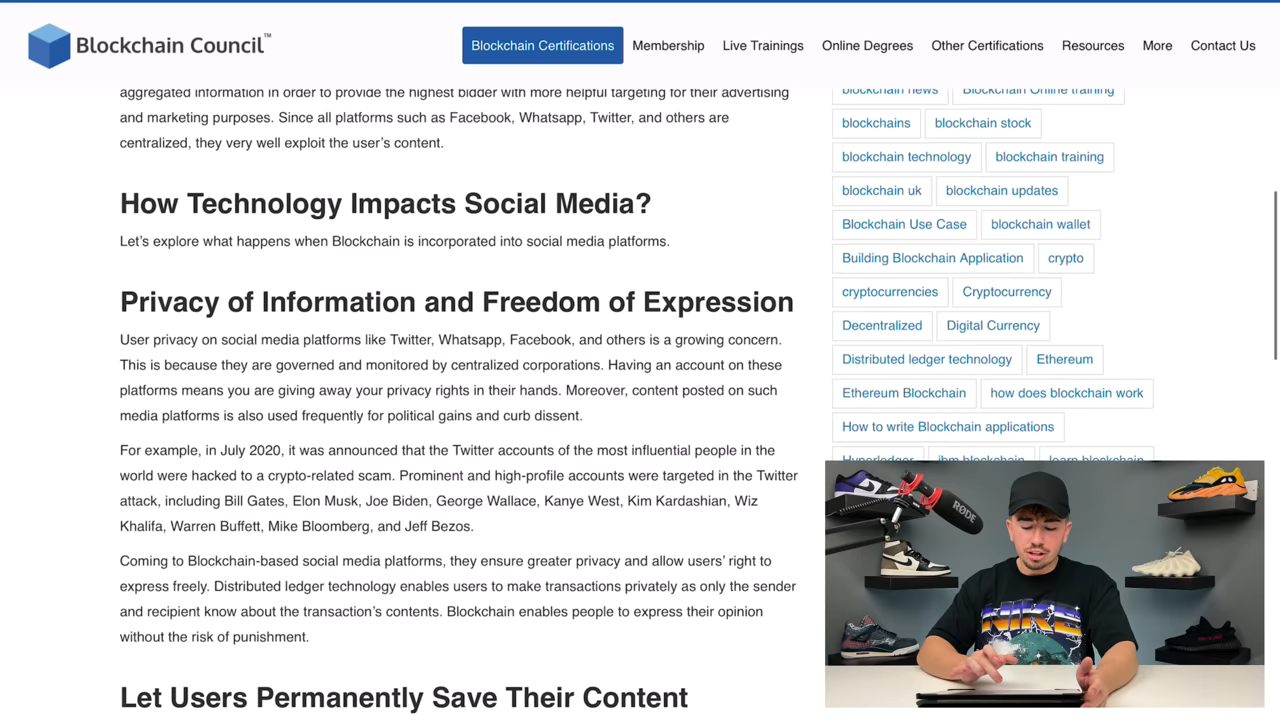 Blockchain Council™
Blockchain Certifications
Membership
Live Trainings
Online Degrees
Other Certifications
Resources
More
Contact Us
aggregated information in order to provide the highest bidder with more helpful targeting for their advertising
and marketing purposes. Since all platforms such as Facebook, Whatsapp, Twitter, and others are
centralized, they very well exploit the user’s content.
How Technology Impacts Social Media?
Let’s explore what happens when Blockchain is incorporated into social media platforms.
Privacy of Information and Freedom of Expression
User privacy on social media platforms like Twitter, Whatsapp, Facebook, and others is a growing concern.
This is because they are governed and monitored by centralized corporations. Having an account on these
platforms means you are giving away your privacy rights in their hands. Moreover, content posted on such
media platforms is also used frequently for political gains and curb dissent.
For example, in July 2020, it was announced that the Twitter accounts of the most influential people in the
world were hacked to a crypto-related scam. Prominent and high-profile accounts were targeted in the Twitter
attack, including Bill Gates, Elon Musk, Joe Biden, George Wallace, Kanye West, Kim Kardashian, Wiz
Khalifa, Warren Buffett, Mike Bloomberg, and Jeff Bezos.
Coming to Blockchain-based social media platforms, they ensure greater privacy and allow users’ right to
express freely. Distributed ledger technology enables users to make transactions privately as only the sender
and recipient know about the transaction’s contents. Blockchain enables people to express their opinion
without the risk of punishment.
Let Users Permanently Save Their Content
blockchain news
Blockchain Online training
blockchains
blockchain stock
blockchain technology
blockchain training
blockchain uk
blockchain updates
Blockchain Use Case
blockchain wallet
Building Blockchain Application
crypto
cryptocurrencies
Cryptocurrency
Decentralized
Digital Currency
Distributed ledger technology
Ethereum
Ethereum Blockchain
how does blockchain work
How to write Blockchain applications
Hyperledger
ibm blockchain
learn blockchain
RØDE
NIKE